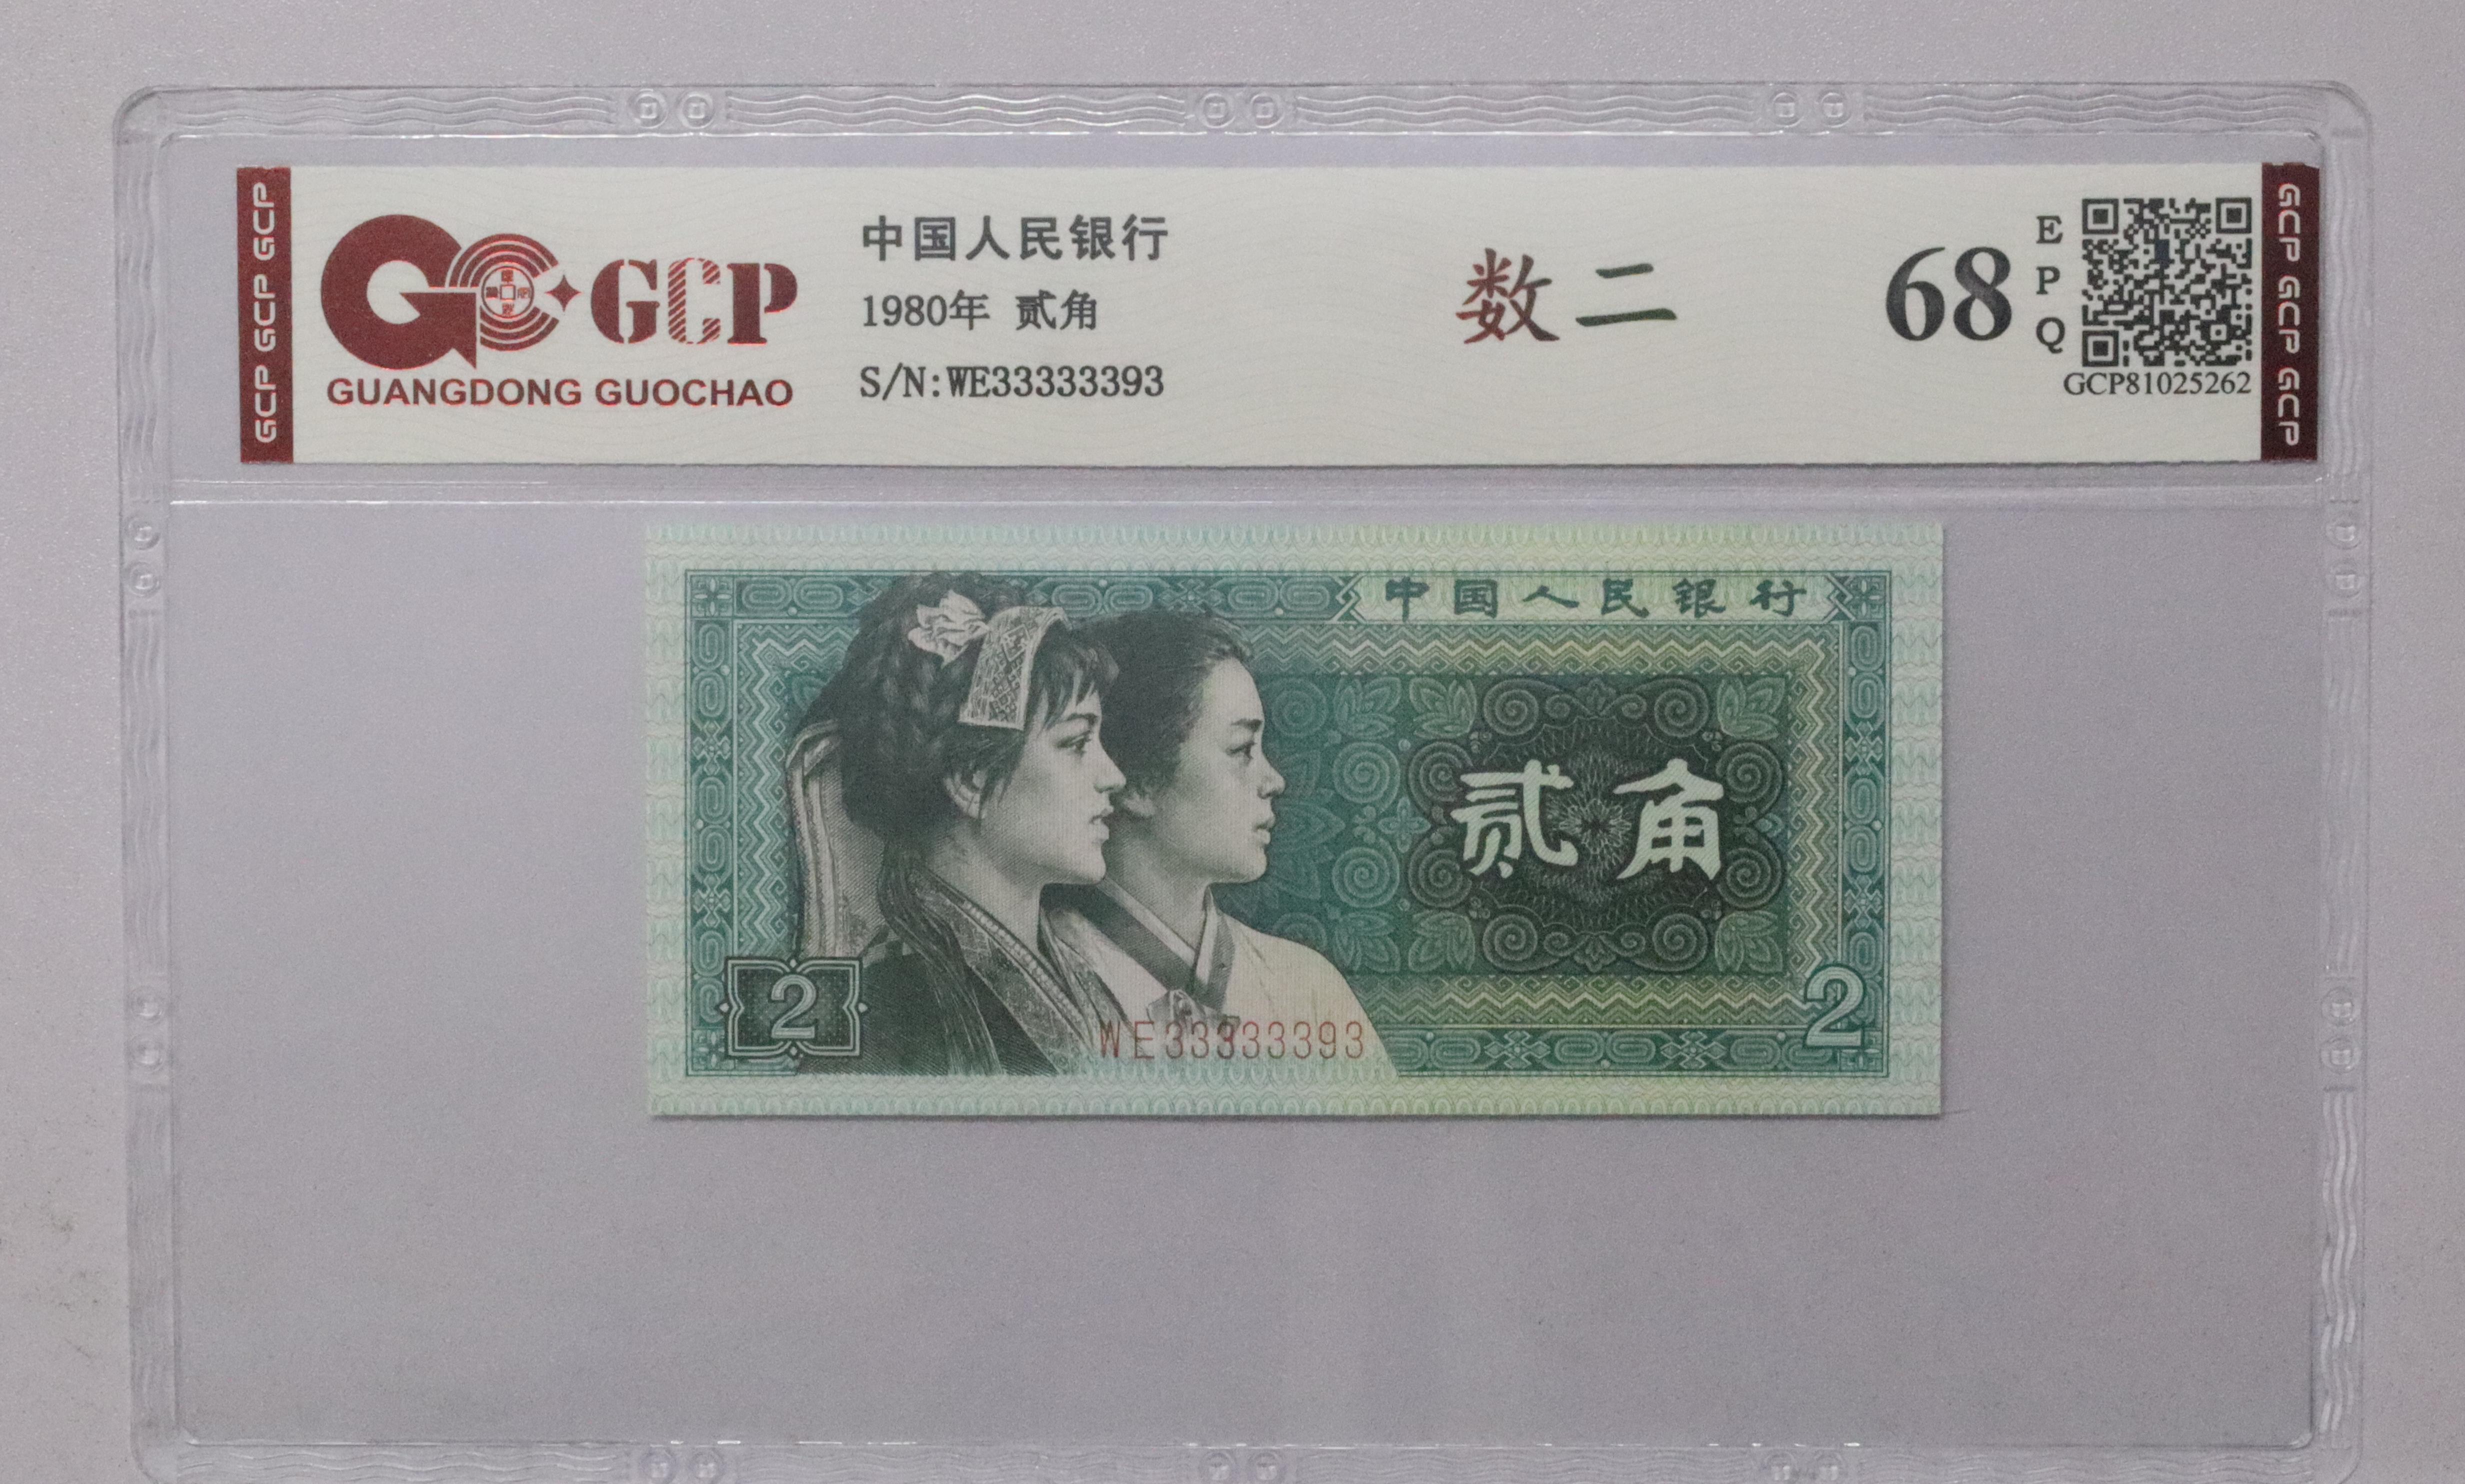 GCP GCP GCP
GCP
GUANGDONG GUOCHAO
中国人民银行
1980年 贰角
S/N:WE33333393
数二
68
E
P
Q
GCP81025262
GCP GCP GCP
中国人民银行
贰角
2
WE33333393
2